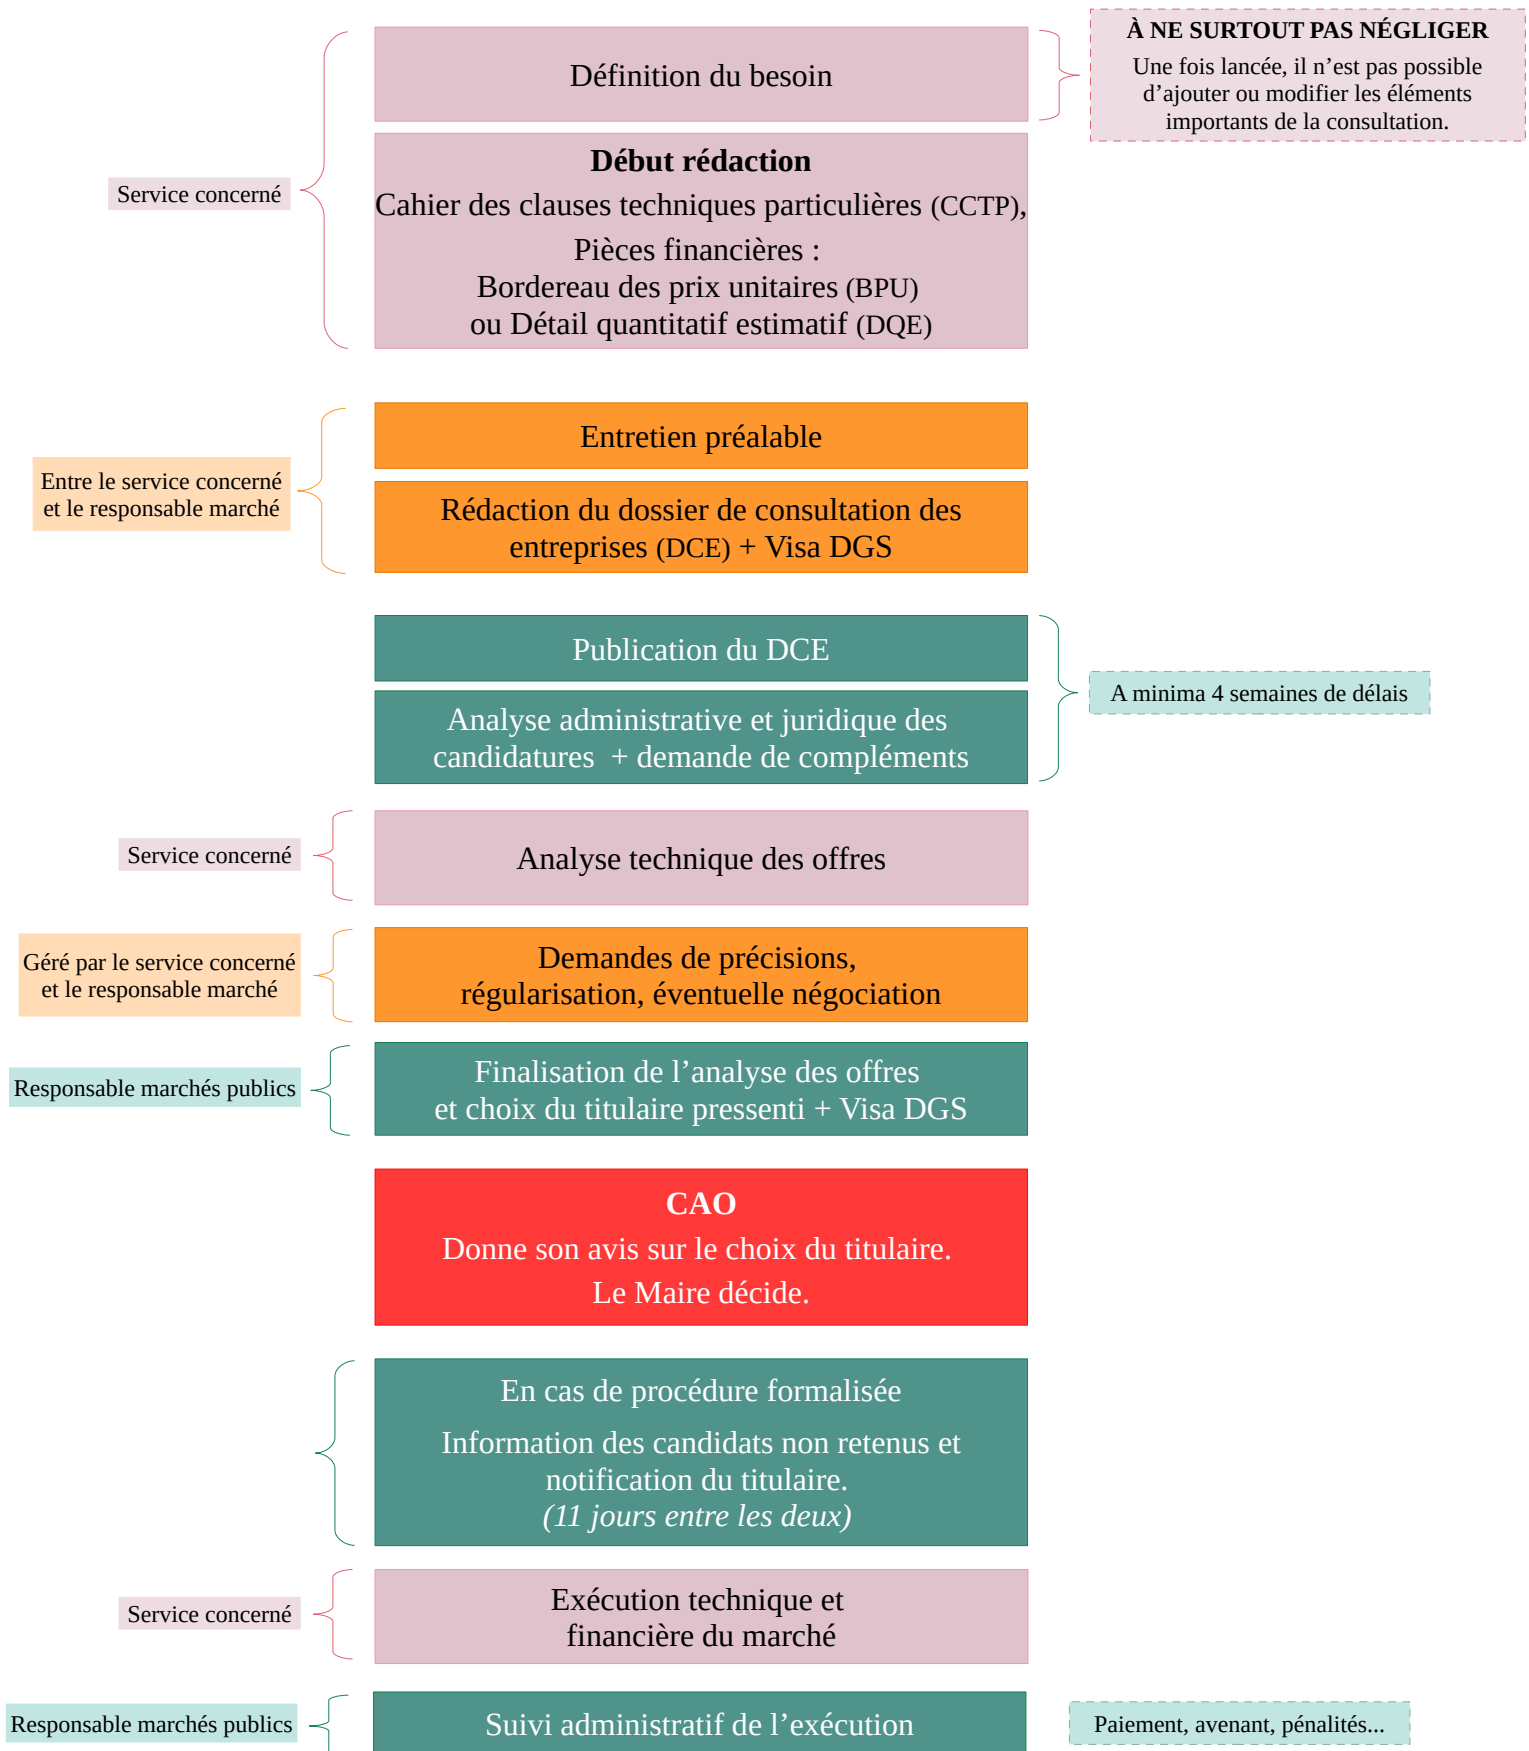 Définition du besoin
À NE SURTOUT PAS NÉGLIGER
Une fois lancée, il n’est pas possible
d’ajouter ou modifier les éléments
importants de la consultation.
Service concerné
Début rédaction
Cahier des clauses techniques particulières (CCTP),
Pièces financières :
Bordereau des prix unitaires (BPU)
ou Détail quantitatif estimatif (DQE)
Entre le service concerné
et le responsable marché
Entretien préalable
Rédaction du dossier de consultation des
entreprises (DCE) + Visa DGS
Publication du DCE
Analyse administrative et juridique des
candidatures + demande de compléments
A minima 4 semaines de délais
Service concerné
Analyse technique des offres
Géré par le service concerné
et le responsable marché
Demandes de précisions,
régularisation, éventuelle négociation
Responsable marchés publics
Finalisation de l’analyse des offres
et choix du titulaire pressenti + Visa DGS
CAO
Donne son avis sur le choix du titulaire.
Le Maire décide.
En cas de procédure formalisée
Information des candidats non retenus et
notification du titulaire.
(11 jours entre les deux)
Service concerné
Exécution technique et
financière du marché
Responsable marchés publics
Suivi administratif de l’exécution
Paiement, avenant, pénalités...